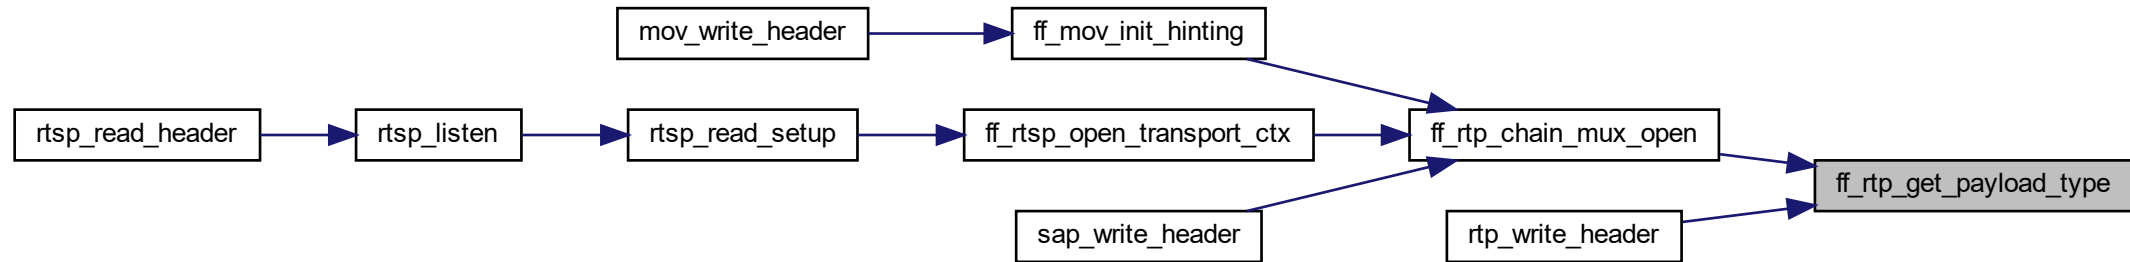 mov_write_header
ff_mov_init_hinting
rtsp_read_header
rtsp_listen
rtsp_read_setup
ff_rtsp_open_transport_ctx
ff_rtp_chain_mux_open
ff_rtp_get_payload_type
sap_write_header
rtp_write_header